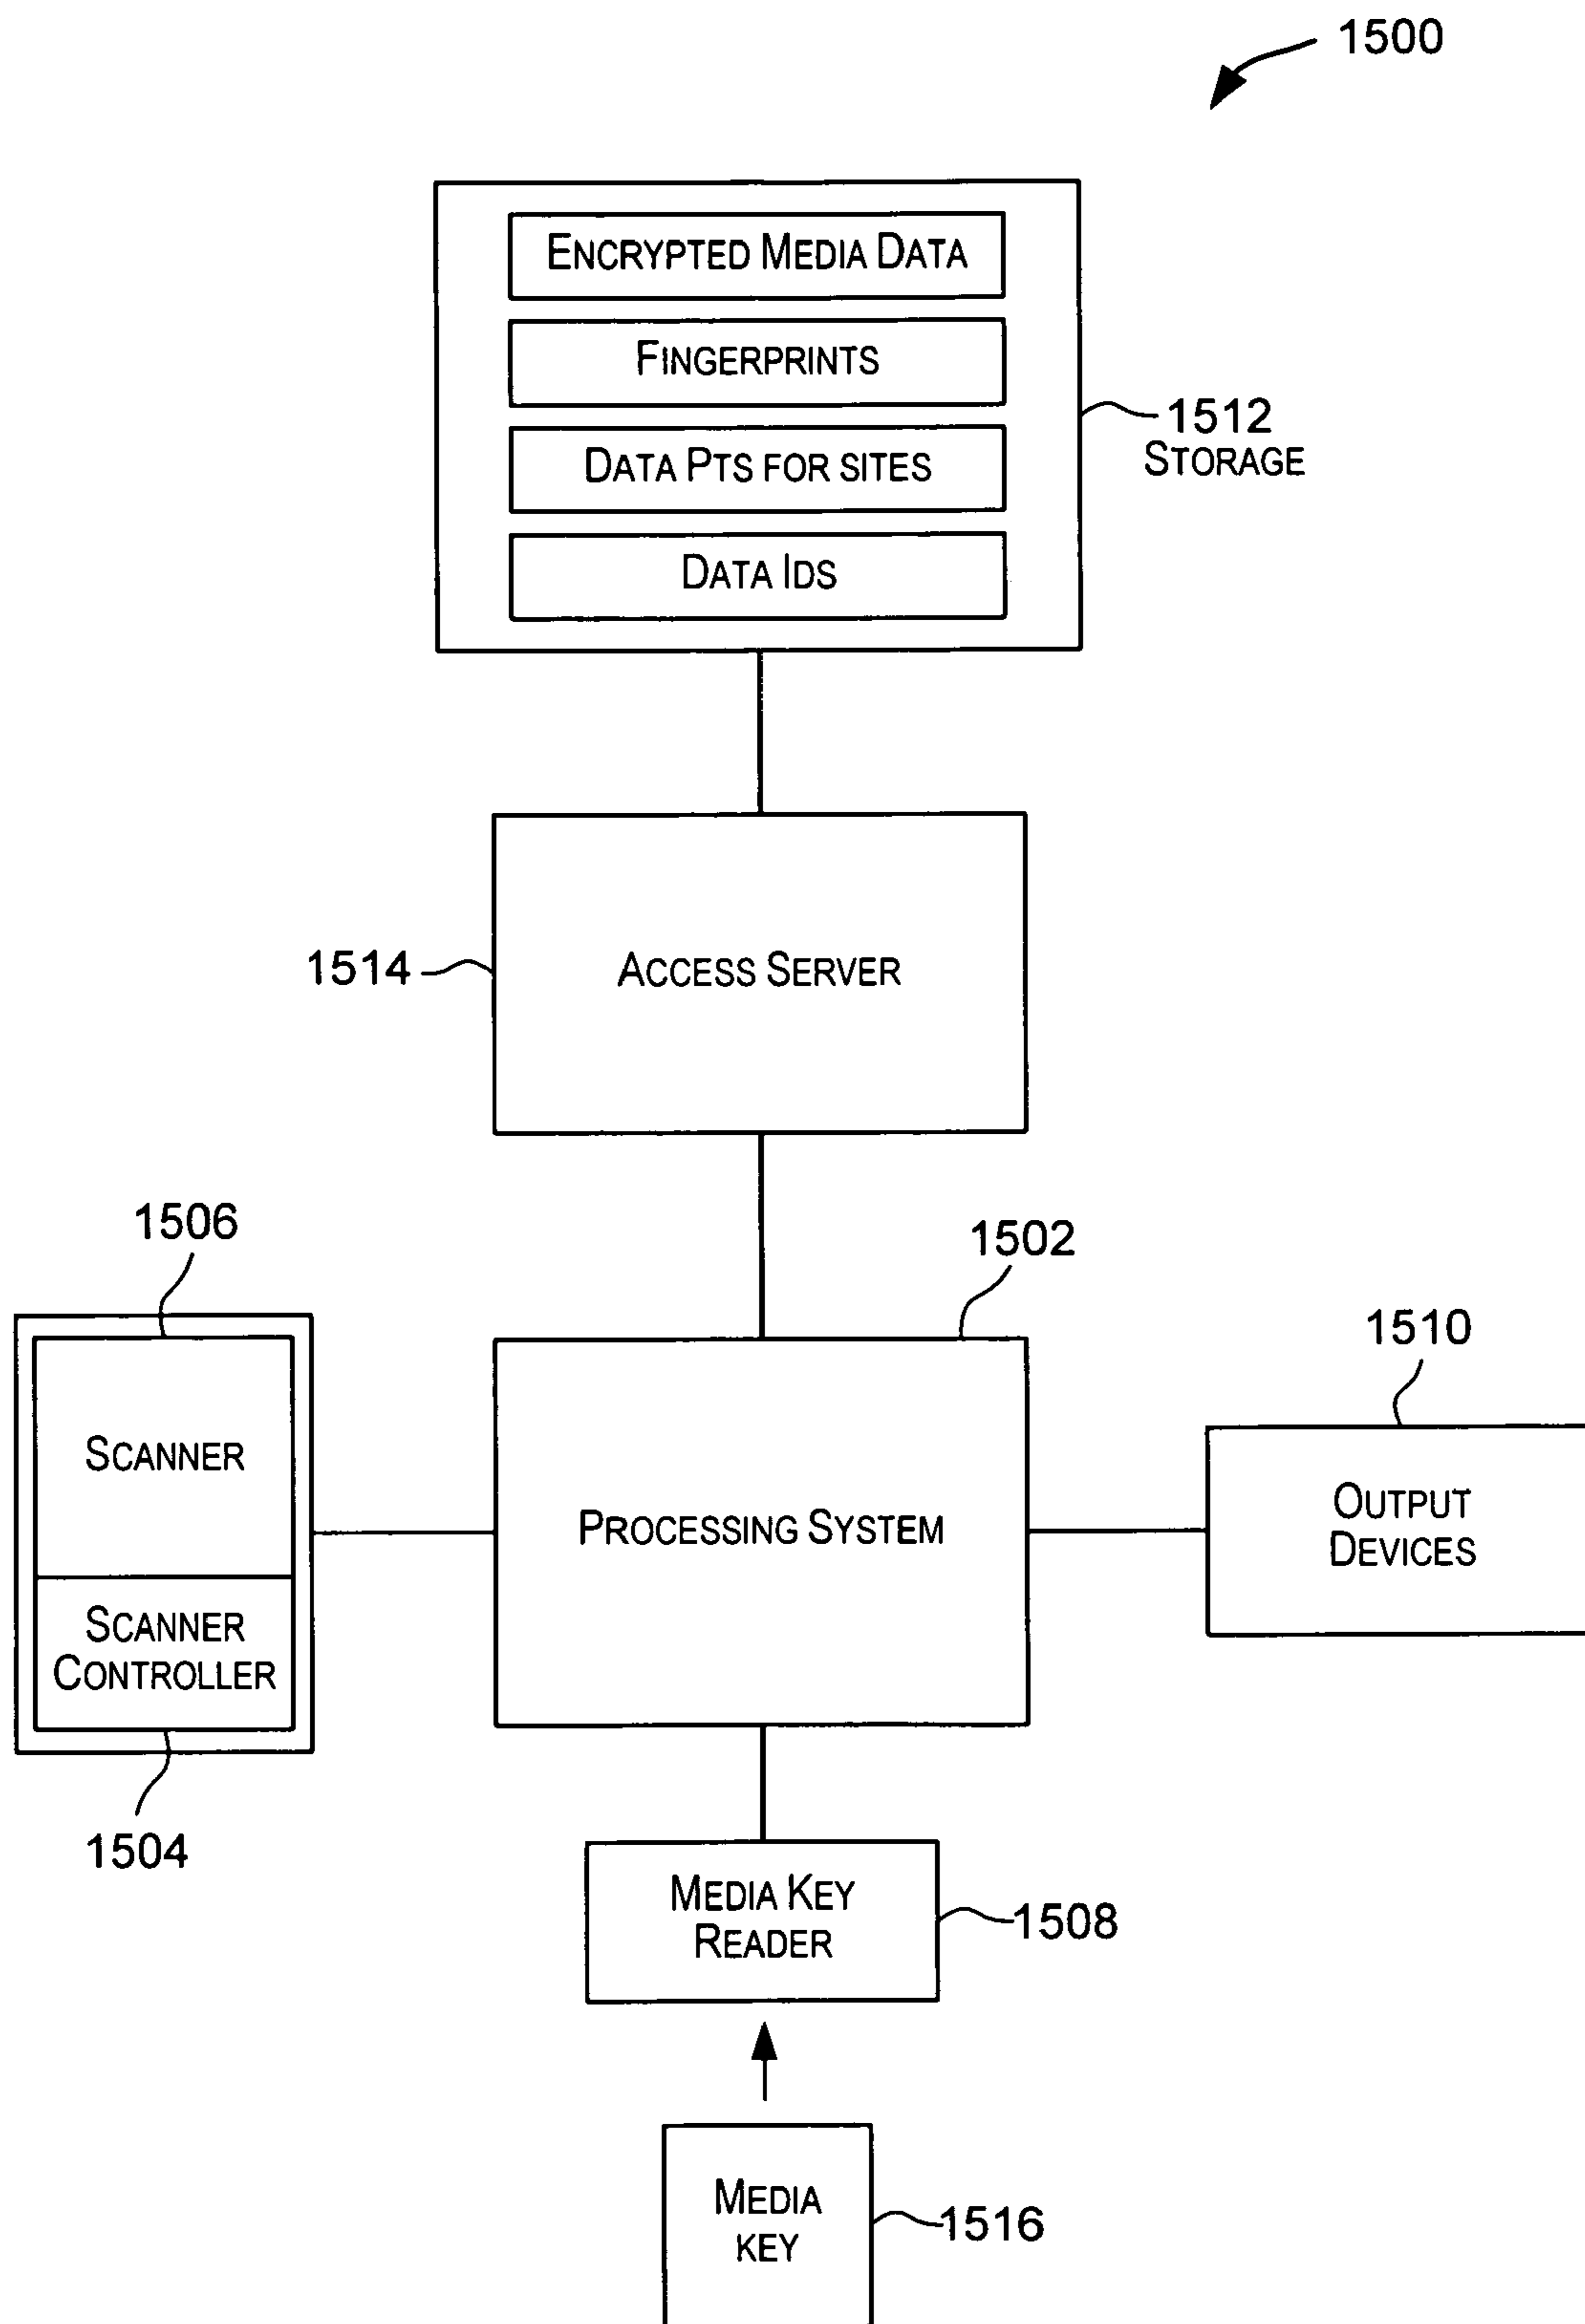 1500
ENCRYPTED MEDIA DATA
FINGERPRINTS
DATA PTS FOR SITES
DATA IDS
1512
STORAGE
1514
ACCESS SERVER
1506
1502
1510
SCANNER
PROCESSING SYSTEM
OUTPUT
DEVICES
SCANNER
CONTROLLER
1504
MEDIA KEY
READER
1508
MEDIA
KEY
1516